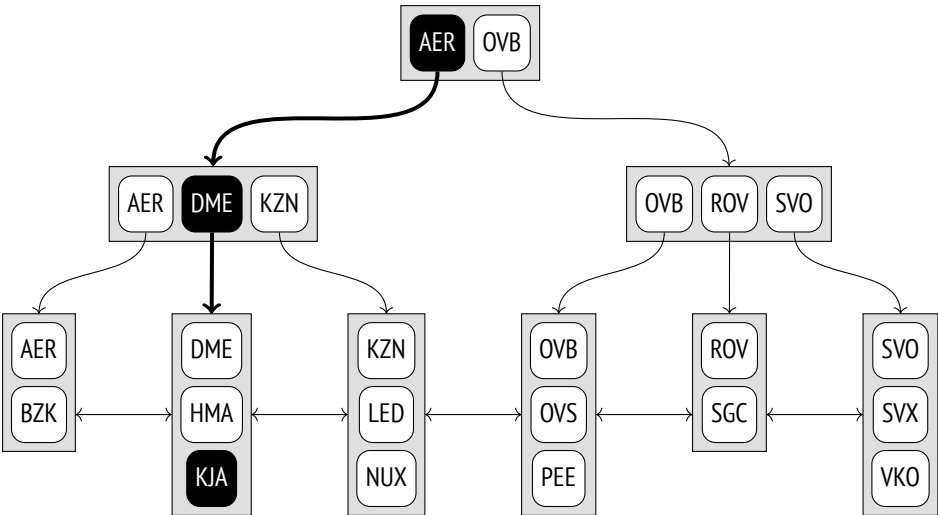 AER OVB
AER DME KZN OVB ROV SVO
AER DME KZN OVB ROV SVO
BZK HMA LED OVS SGC SVX
KJA NUX PEE VKO